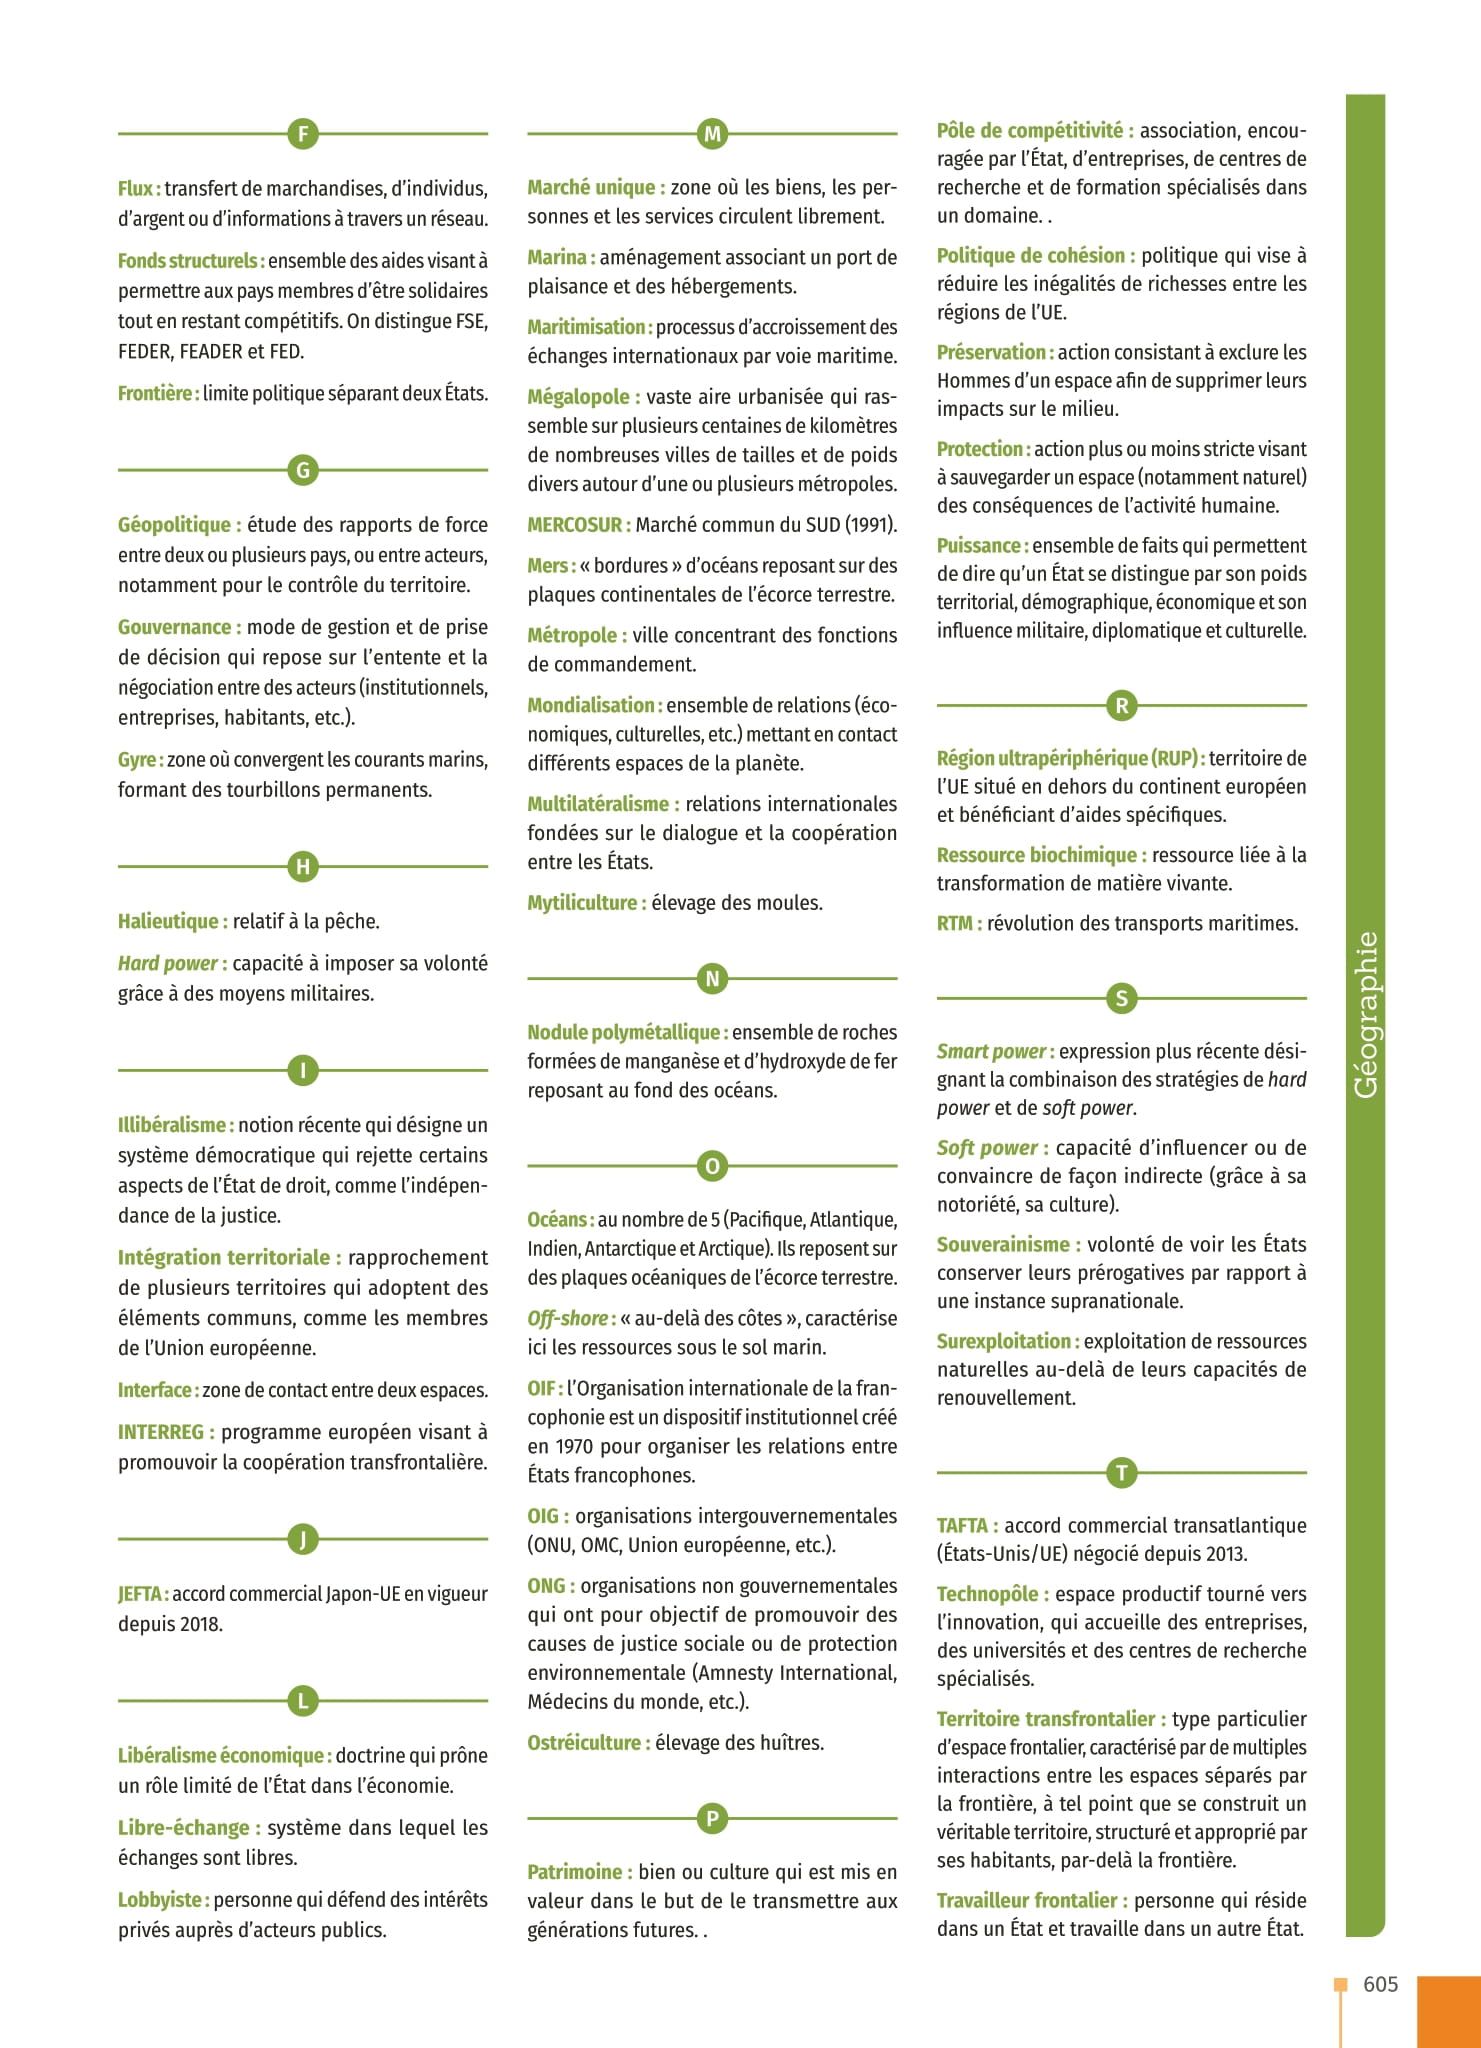 F
Flux : transfert de marchandises, d’individus,
d’argent ou d’informations à travers un réseau.
Fonds structurels : ensemble des aides visant à
permettre aux pays membres d’être solidaires
tout en restant compétitifs. On distingue FSE,
FEDER, FEADER et FED.
Frontière : limite politique séparant deux États.
G
Géopolitique : étude des rapports de force
entre deux ou plusieurs pays, ou entre acteurs,
notamment pour le contrôle du territoire.
Gouvernance : mode de gestion et de prise
de décision qui repose sur l’entente et la
négociation entre des acteurs (institutionnels,
entreprises, habitants, etc.).
Gyre : zone où convergent les courants marins,
formant des tourbillons permanents.
H
Halieutique : relatif à la pêche.
Hard power : capacité à imposer sa volonté
grâce à des moyens militaires.
I
Illibéralisme : notion récente qui désigne un
système démocratique qui rejette certains
aspects de l’État de droit, comme l’indépen-
dance de la justice.
Intégration territoriale : rapprochement
de plusieurs territoires qui adoptent des
éléments communs, comme les membres
de l’Union européenne.
Interface : zone de contact entre deux espaces.
INTERREG : programme européen visant à
promouvoir la coopération transfrontalière.
J
JEFTA : accord commercial Japon-UE en vigueur
depuis 2018.
L
Libéralisme économique : doctrine qui prône
un rôle limité de l’État dans l’économie.
Libre-échange : système dans lequel les
échanges sont libres.
Lobbyiste : personne qui défend des intérêts
privés auprès d’acteurs publics.
M
Marché unique : zone où les biens, les per-
sonnes et les services circulent librement.
Marina : aménagement associant un port de
plaisance et des hébergements.
Maritimisation : processus d’accroissement des
échanges internationaux par voie maritime.
Mégalopole : vaste aire urbanisée qui ras-
semble sur plusieurs centaines de kilomètres
de nombreuses villes de tailles et de poids
divers autour d’une ou plusieurs métropoles.
MERCOSUR : Marché commun du SUD (1991).
Mers : « bordures » d’océans reposant sur des
plaques continentales de l’écorce terrestre.
Métropole : ville concentrant des fonctions
de commandement.
Mondialisation : ensemble de relations (éco-
nomiques, culturelles, etc.) mettant en contact
différents espaces de la planète.
Multilatéralisme : relations internationales
fondées sur le dialogue et la coopération
entre les États.
Mytiliculture : élevage des moules.
N
Nodule polymétallique : ensemble de roches
formées de manganèse et d’hydroxyde de fer
reposant au fond des océans.
O
Océans : au nombre de 5 (Pacifique, Atlantique,
Indien, Antarctique et Arctique). Ils reposent sur
des plaques océaniques de l’écorce terrestre.
Off-shore : « au-delà des côtes », caractérise
ici les ressources sous le sol marin.
OIF : l’Organisation internationale de la fran-
cophonie est un dispositif institutionnel créé
en 1970 pour organiser les relations entre
États francophones.
OIG : organisations intergouvernementales
(ONU, OMC, Union européenne, etc.).
ONG : organisations non gouvernementales
qui ont pour objectif de promouvoir des
causes de justice sociale ou de protection
environnementale (Amnesty International,
Médecins du monde, etc.).
Ostréiculture : élevage des huîtres.
P
Patrimoine : bien ou culture qui est mis en
valeur dans le but de le transmettre aux
générations futures. .
Pôle de compétitivité : association, encou-
ragée par l’État, d’entreprises, de centres de
recherche et de formation spécialisés dans
un domaine. .
Politique de cohésion : politique qui vise à
réduire les inégalités de richesses entre les
régions de l’UE.
Préservation : action consistant à exclure les
Hommes d’un espace afin de supprimer leurs
impacts sur le milieu.
Protection : action plus ou moins stricte visant
à sauvegarder un espace (notamment naturel)
des conséquences de l’activité humaine.
Puissance : ensemble de faits qui permettent
de dire qu’un État se distingue par son poids
territorial, démographique, économique et son
influence militaire, diplomatique et culturelle.
R
Région ultrapériphérique (RUP) : territoire de
l’UE situé en dehors du continent européen
et bénéficiant d’aides spécifiques.
Ressource biochimique : ressource liée à la
transformation de matière vivante.
RTM : révolution des transports maritimes.
S
Smart power : expression plus récente dési-
gnant la combinaison des stratégies de hard
power et de soft power.
Soft power : capacité d’influencer ou de
convaincre de façon indirecte (grâce à sa
notoriété, sa culture).
Souverainisme : volonté de voir les États
conserver leurs prérogatives par rapport à
une instance supranationale.
Surexploitation : exploitation de ressources
naturelles au-delà de leurs capacités de
renouvellement.
T
TAFTA : accord commercial transatlantique
(États-Unis/UE) négocié depuis 2013.
Technopôle : espace productif tourné vers
l’innovation, qui accueille des entreprises,
des universités et des centres de recherche
spécialisés.
Territoire transfrontalier : type particulier
d’espace frontalier, caractérisé par de multiples
interactions entre les espaces séparés par
la frontière, à tel point que se construit un
véritable territoire, structuré et approprié par
ses habitants, par-delà la frontière.
Travailleur frontalier : personne qui réside
dans un État et travaille dans un autre État.
Géographie
605